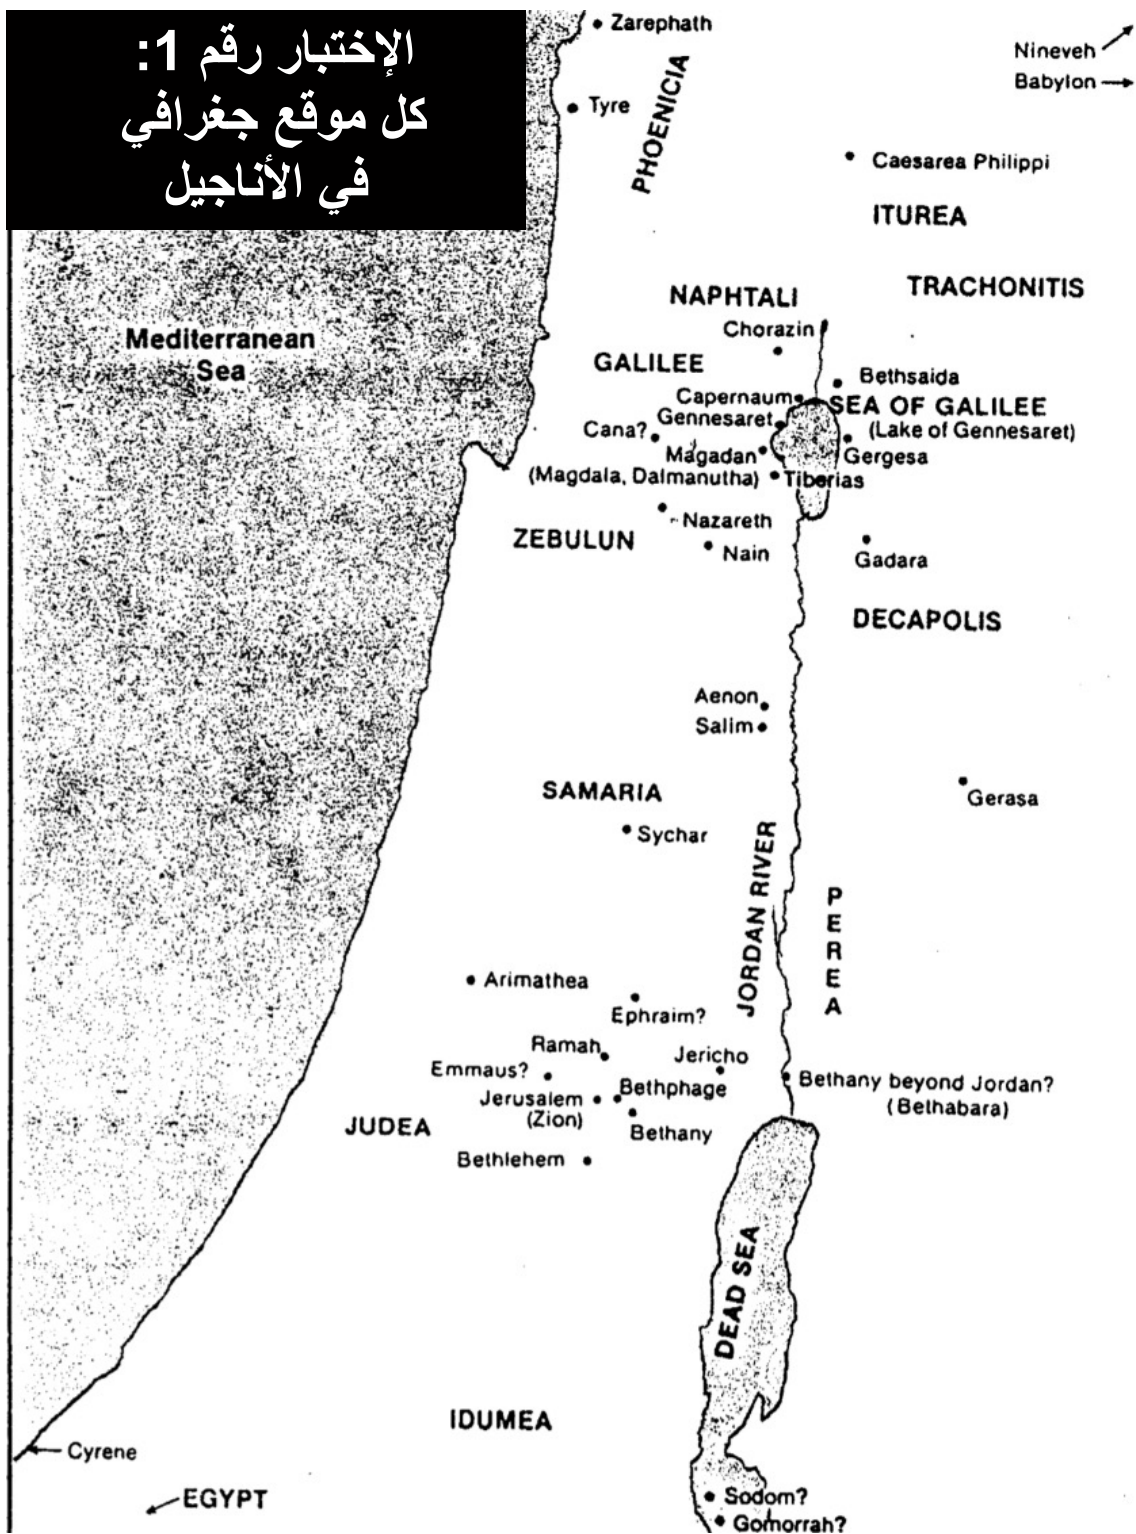 الإختبار رقم 1:
كل موقع جغرافي
في الأناجيل
Zarephath
Nineveh
Babylon
Tyre
PHOENICIA
Caesarea Philippi
ITUREA
TRACHONITIS
NAPHTALI
Chorazin
Mediterranean
Sea
GALILEE
Bethsaida
Capernaum
SEA OF GALILEE
(Lake of Gennesaret)
Gennesaret
Cana?
Magadan
(Magdala, Dalmanutha)
Gergesa
Tiberias
Nazareth
ZEBULUN
Nain
Gadara
DECAPOLIS
Aenon
Salim
SAMARIA
Gerasa
Sychar
JORDAN RIVER
PEREA
Arimathea
Ephraim?
Ramah
Jericho
Emmaus?
Bethany beyond Jordan?
(Bethabara)
Bethphage
Jerusalem
(Zion)
JUDEA
Bethany
Bethlehem
DEAD SEA
IDUMEA
Cyrene
EGYPT
Sodom?
Gomorrah?